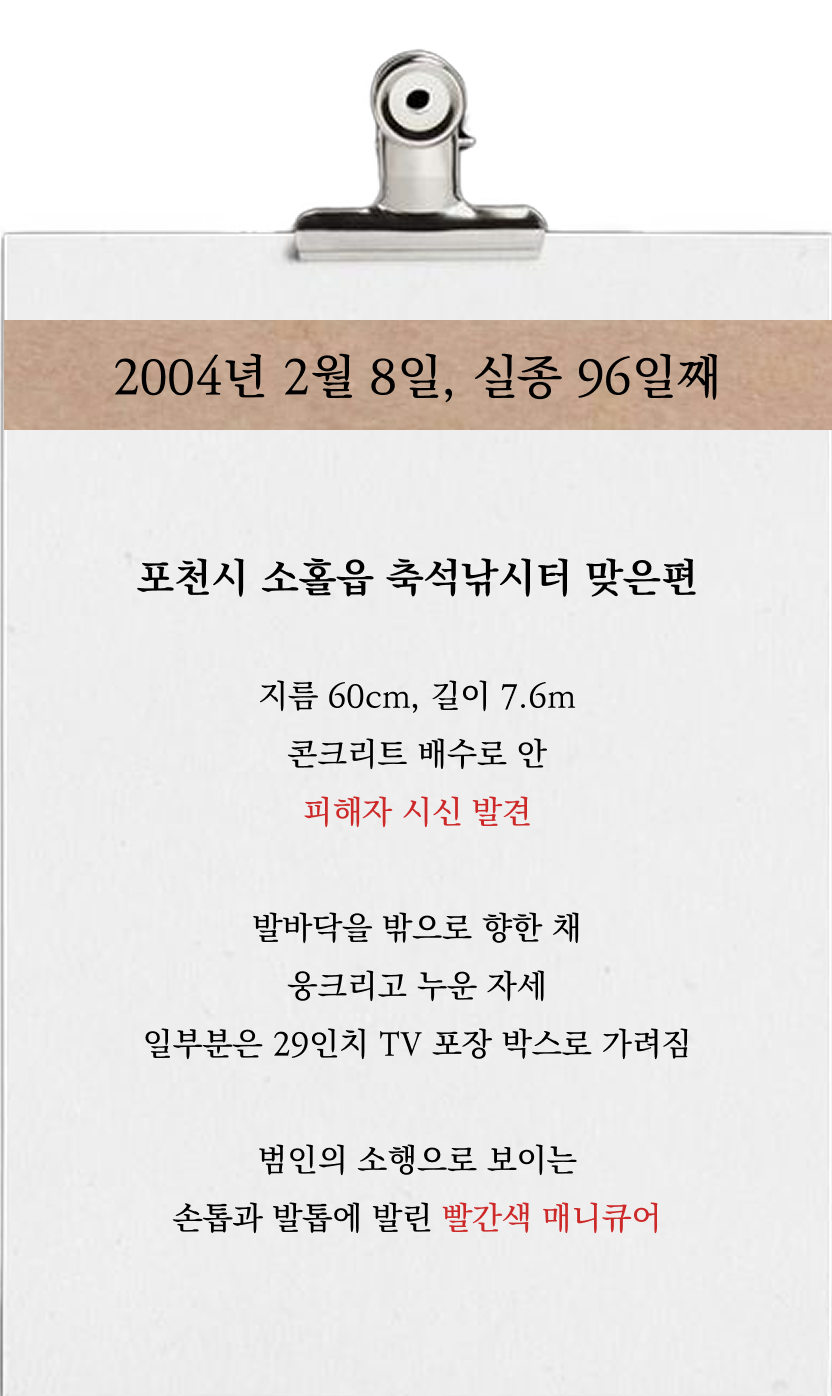 2004년 2월 8일, 실종 96일째
포천시 소홀읍 축석낚시터 맞은편
지름 60cm, 길이 7.6m
콘크리트 배수로 안
피해자 시신 발견
발바닥을 밖으로 향한 채
웅크리고 누운 자세
일부분은 29인치 TV 포장 박스로 가려짐
범인의 소행으로 보이는
손톱과 발톱에 발린 빨간색 매니큐어